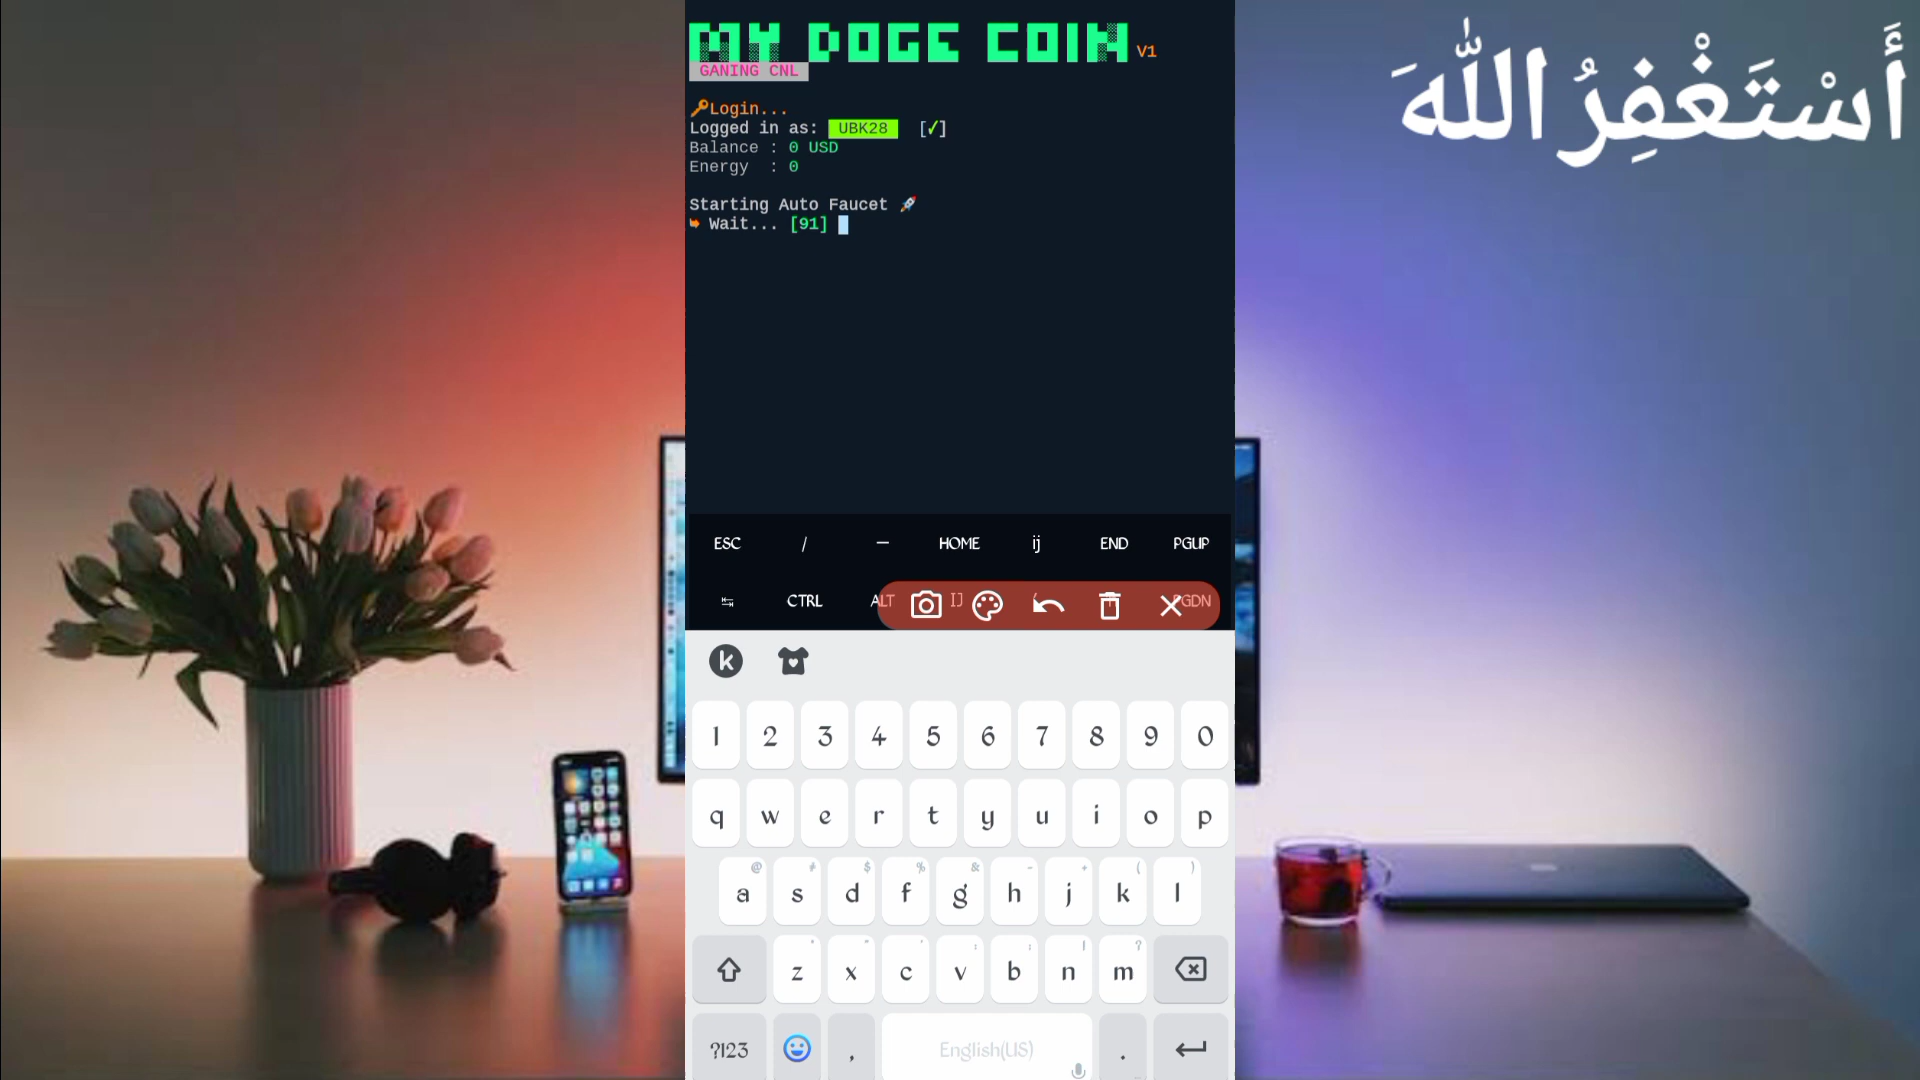 MY DOGE COIN V1
GANING CNL
🔑Login...
Logged in as: UBK28 [✓]
Balance : 0 USD
Energy : 0
Starting Auto Faucet 🚀
Wait... [91]
أَسْتَغْفِرُ اللّٰهَ
ESC / — HOME ij END PGUP
⇆ CTRL ALT PGDN
k
1 2 3 4 5 6 7 8 9 0
q w e r t y u i o p
@ # $ % & - + ( )
a s d f g h j k l
z x c v b n m
?123 , English(US) .